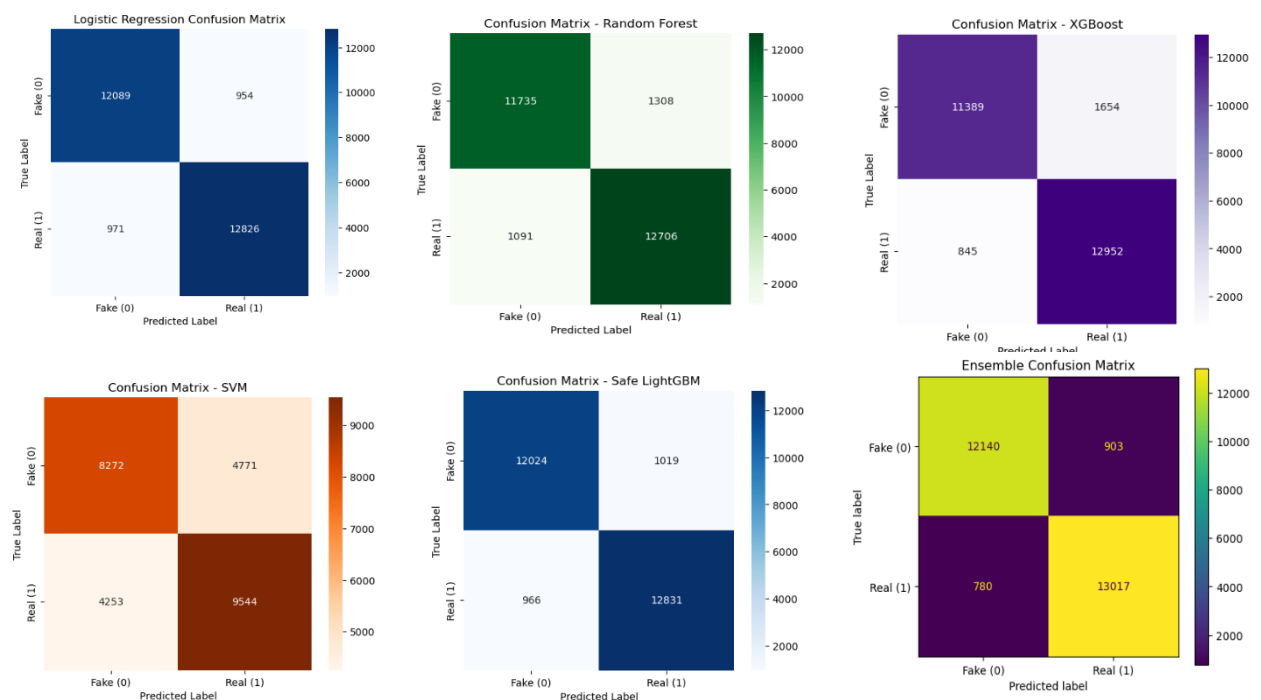 Logistic Regression Confusion Matrix
Fake (0)
Real (1)
True Label
12089
954
971
12826
Fake (0)
Real (1)
Predicted Label
12000
10000
8000
6000
4000
2000
Confusion Matrix - Random Forest
Fake (0)
Real (1)
True Label
11735
1308
1091
12706
Fake (0)
Real (1)
Predicted Label
12000
10000
8000
6000
4000
2000
Confusion Matrix - XGBoost
Fake (0)
Real (1)
True Label
11389
1654
845
12952
Fake (0)
Real (1)
Predicted Label
12000
10000
8000
6000
4000
2000
Confusion Matrix - SVM
Fake (0)
Real (1)
True Label
8272
4771
4253
9544
Fake (0)
Real (1)
Predicted Label
9000
8000
7000
6000
5000
Confusion Matrix - Safe LightGBM
Fake (0)
Real (1)
True Label
12024
1019
966
12831
Fake (0)
Real (1)
Predicted Label
12000
10000
8000
6000
4000
2000
Ensemble Confusion Matrix
Fake (0)
Real (1)
True label
12140
903
780
13017
Fake (0)
Real (1)
Predicted label
12000
10000
8000
6000
4000
2000